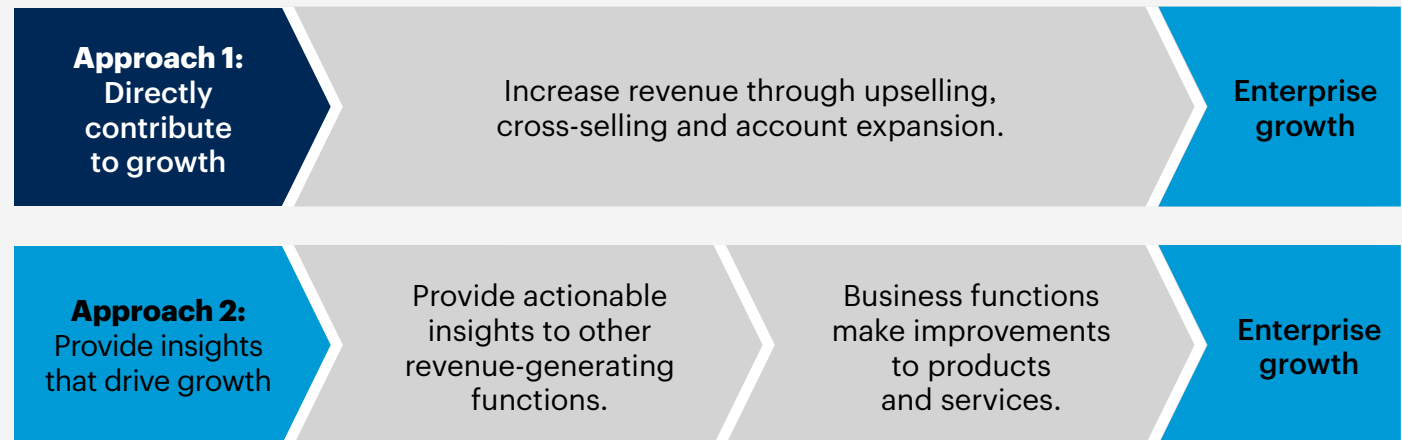 Approach 1:
Directly
contribute
to growth
Increase revenue through upselling,
cross-selling and account expansion.
Enterprise
growth
Approach 2:
Provide insights
that drive growth
Provide actionable
insights to other
revenue-generating
functions.
Business functions
make improvements
to products
and services.
Enterprise
growth